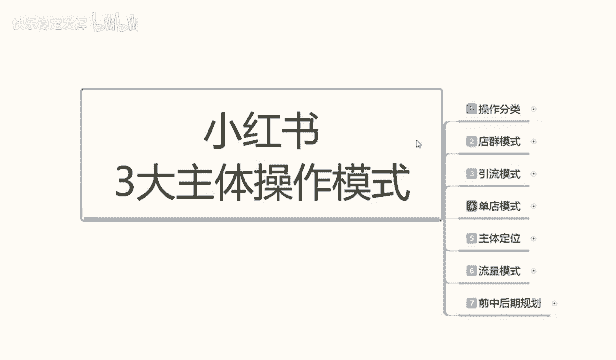 bilibili
小红书
3大主体操作模式
操作分类
2 店群模式
3 引流模式
单店模式
5 主体定位
6 流量模式
7 前中后期规划